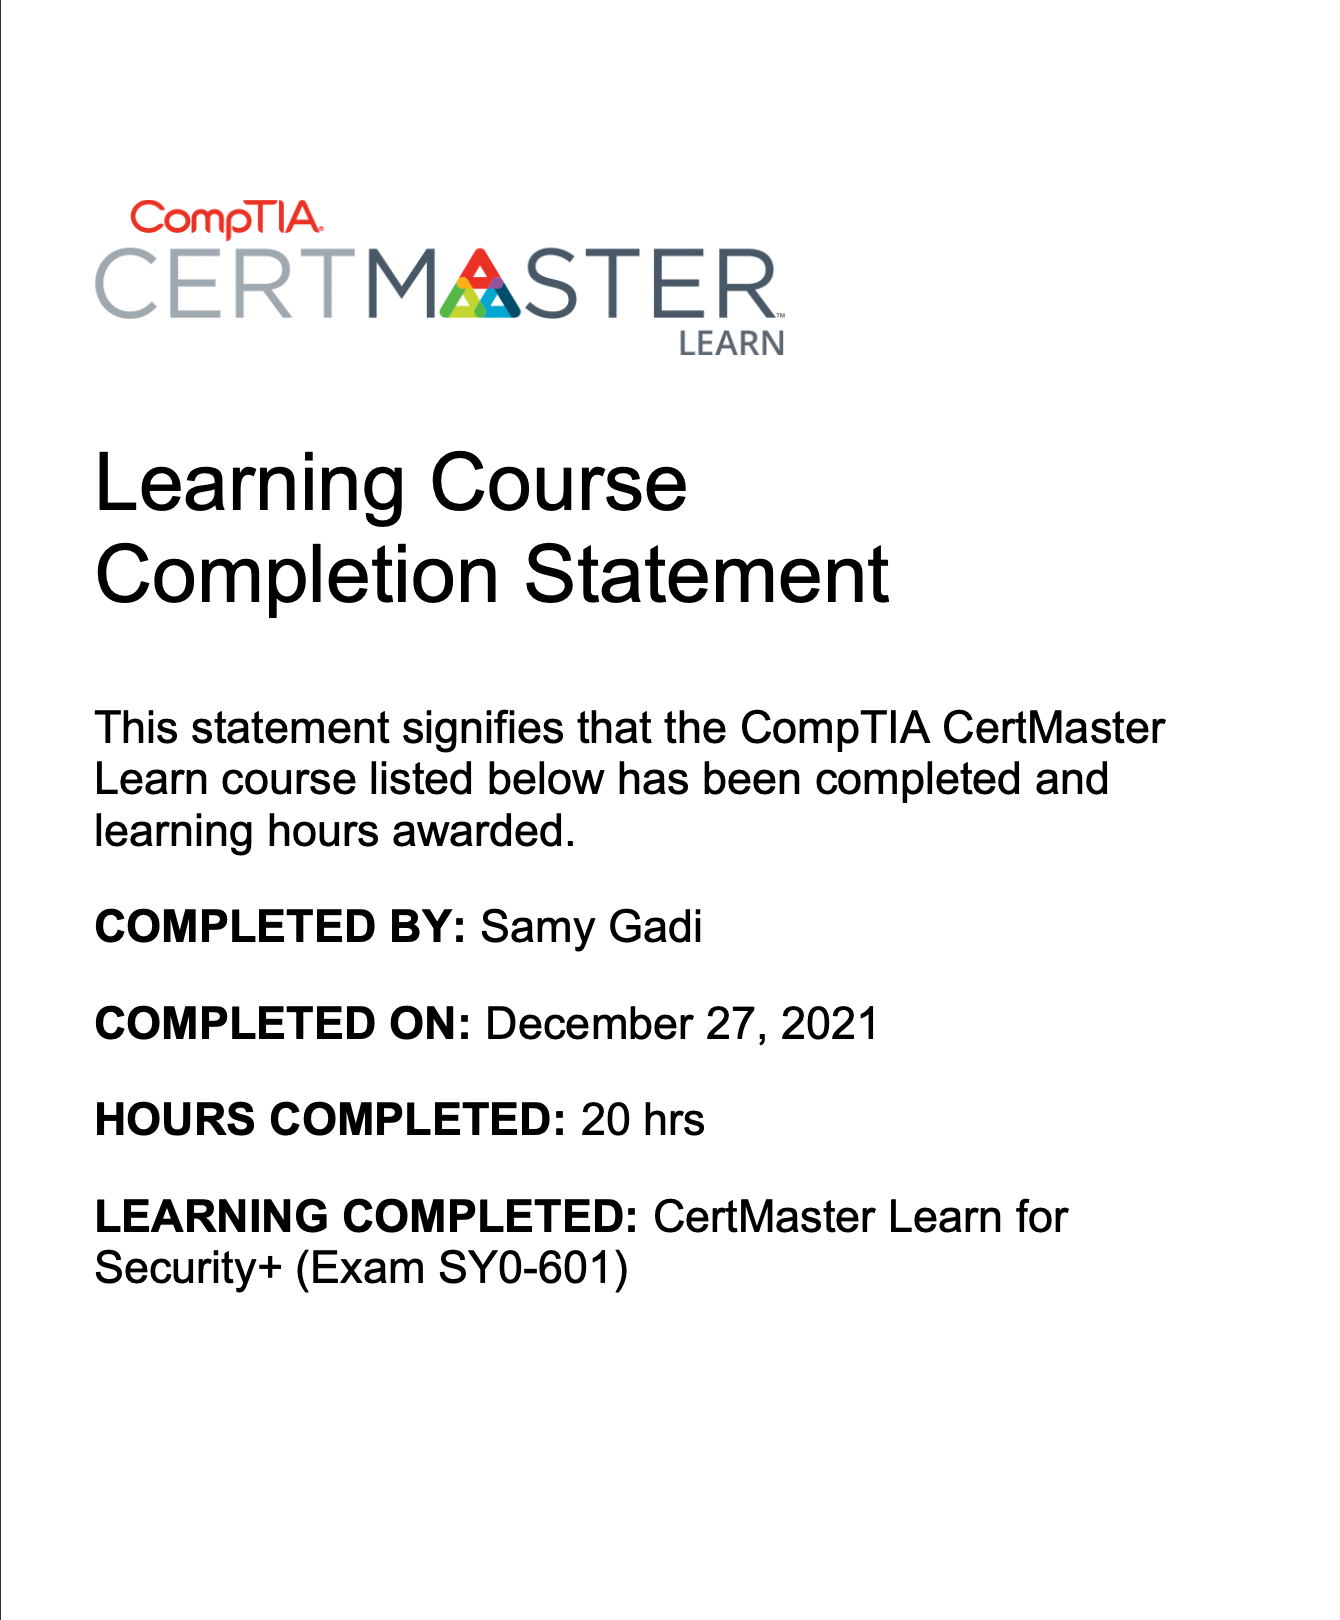 CompTIA.
CERTMASTER™
LEARN
Learning Course
Completion Statement
This statement signifies that the CompTIA CertMaster
Learn course listed below has been completed and
learning hours awarded.
COMPLETED BY: Samy Gadi
COMPLETED ON: December 27, 2021
HOURS COMPLETED: 20 hrs
LEARNING COMPLETED: CertMaster Learn for
Security+ (Exam SY0-601)